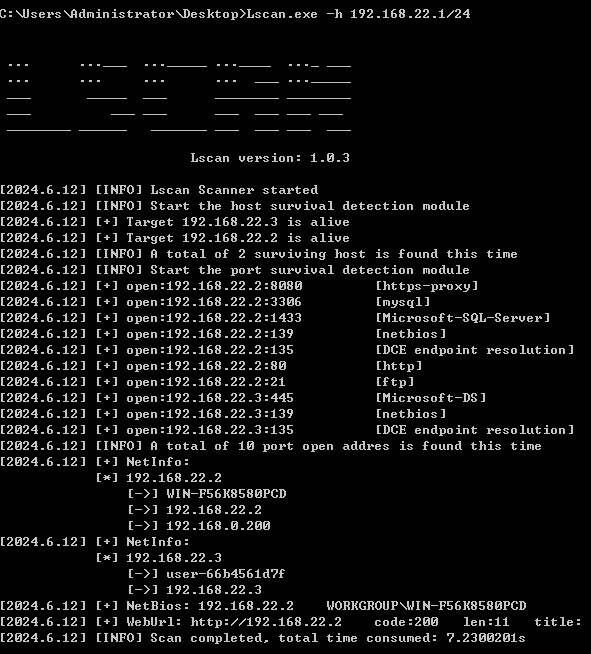 C:\Users\Administrator\Desktop>Lscan.exe -h 192.168.22.1/24
Lscan version: 1.0.3
[2024.6.12] [INFO] Lscan Scanner started
[2024.6.12] [INFO] Start the host survival detection module
[2024.6.12] [+] Target 192.168.22.3 is alive
[2024.6.12] [+] Target 192.168.22.2 is alive
[2024.6.12] [INFO] A total of 2 surviving host is found this time
[2024.6.12] [INFO] Start the port survival detection module
[2024.6.12] [+] open:192.168.22.2:8080 [https-proxy]
[2024.6.12] [+] open:192.168.22.2:3306 [mysql]
[2024.6.12] [+] open:192.168.22.2:1433 [Microsoft-SQL-Server]
[2024.6.12] [+] open:192.168.22.2:139 [netbios]
[2024.6.12] [+] open:192.168.22.2:135 [DCE endpoint resolution]
[2024.6.12] [+] open:192.168.22.2:80 [http]
[2024.6.12] [+] open:192.168.22.2:21 [ftp]
[2024.6.12] [+] open:192.168.22.3:445 [Microsoft-DS]
[2024.6.12] [+] open:192.168.22.3:139 [netbios]
[2024.6.12] [+] open:192.168.22.3:135 [DCE endpoint resolution]
[2024.6.12] [INFO] A total of 10 port open addres is found this time
[2024.6.12] [+] NetInfo:
[*] 192.168.22.2
[->] WIN-F56K8580PCD
[->] 192.168.22.2
[->] 192.168.0.200
[2024.6.12] [+] NetInfo:
[*] 192.168.22.3
[->] user-66b4561d7f
[->] 192.168.22.3
[2024.6.12] [+] NetBios: 192.168.22.2 WORKGROUP\WIN-F56K8580PCD
[2024.6.12] [+] WebUrl: http://192.168.22.2 code:200 len:11 title:
[2024.6.12] [INFO] Scan completed, total time consumed: 7.2300201s